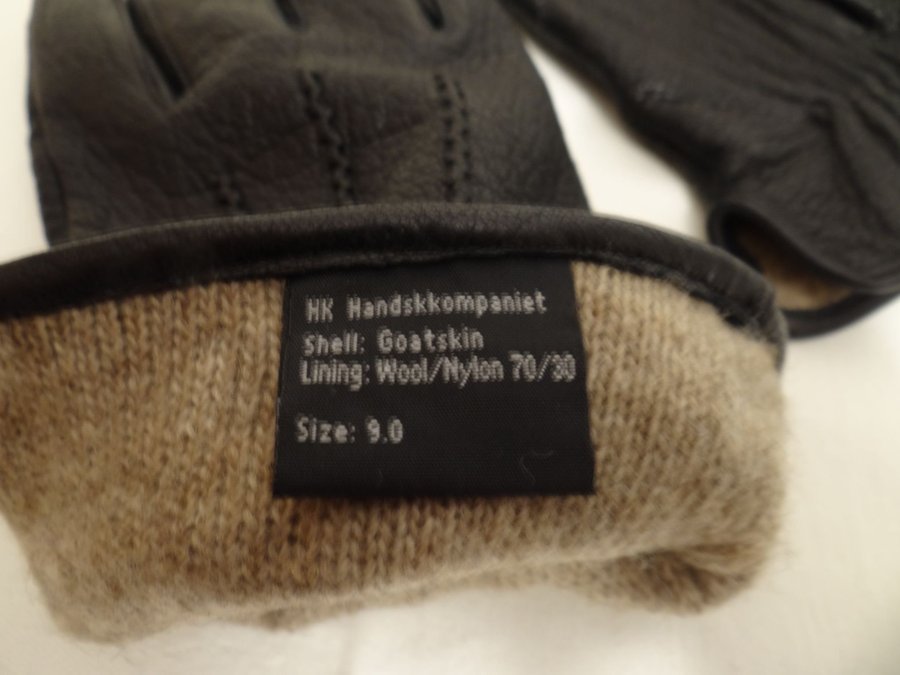 HK Handskkompaniet
Shell: Goatskin
Lining: Wool/Nylon 70/30
Size: 9.0